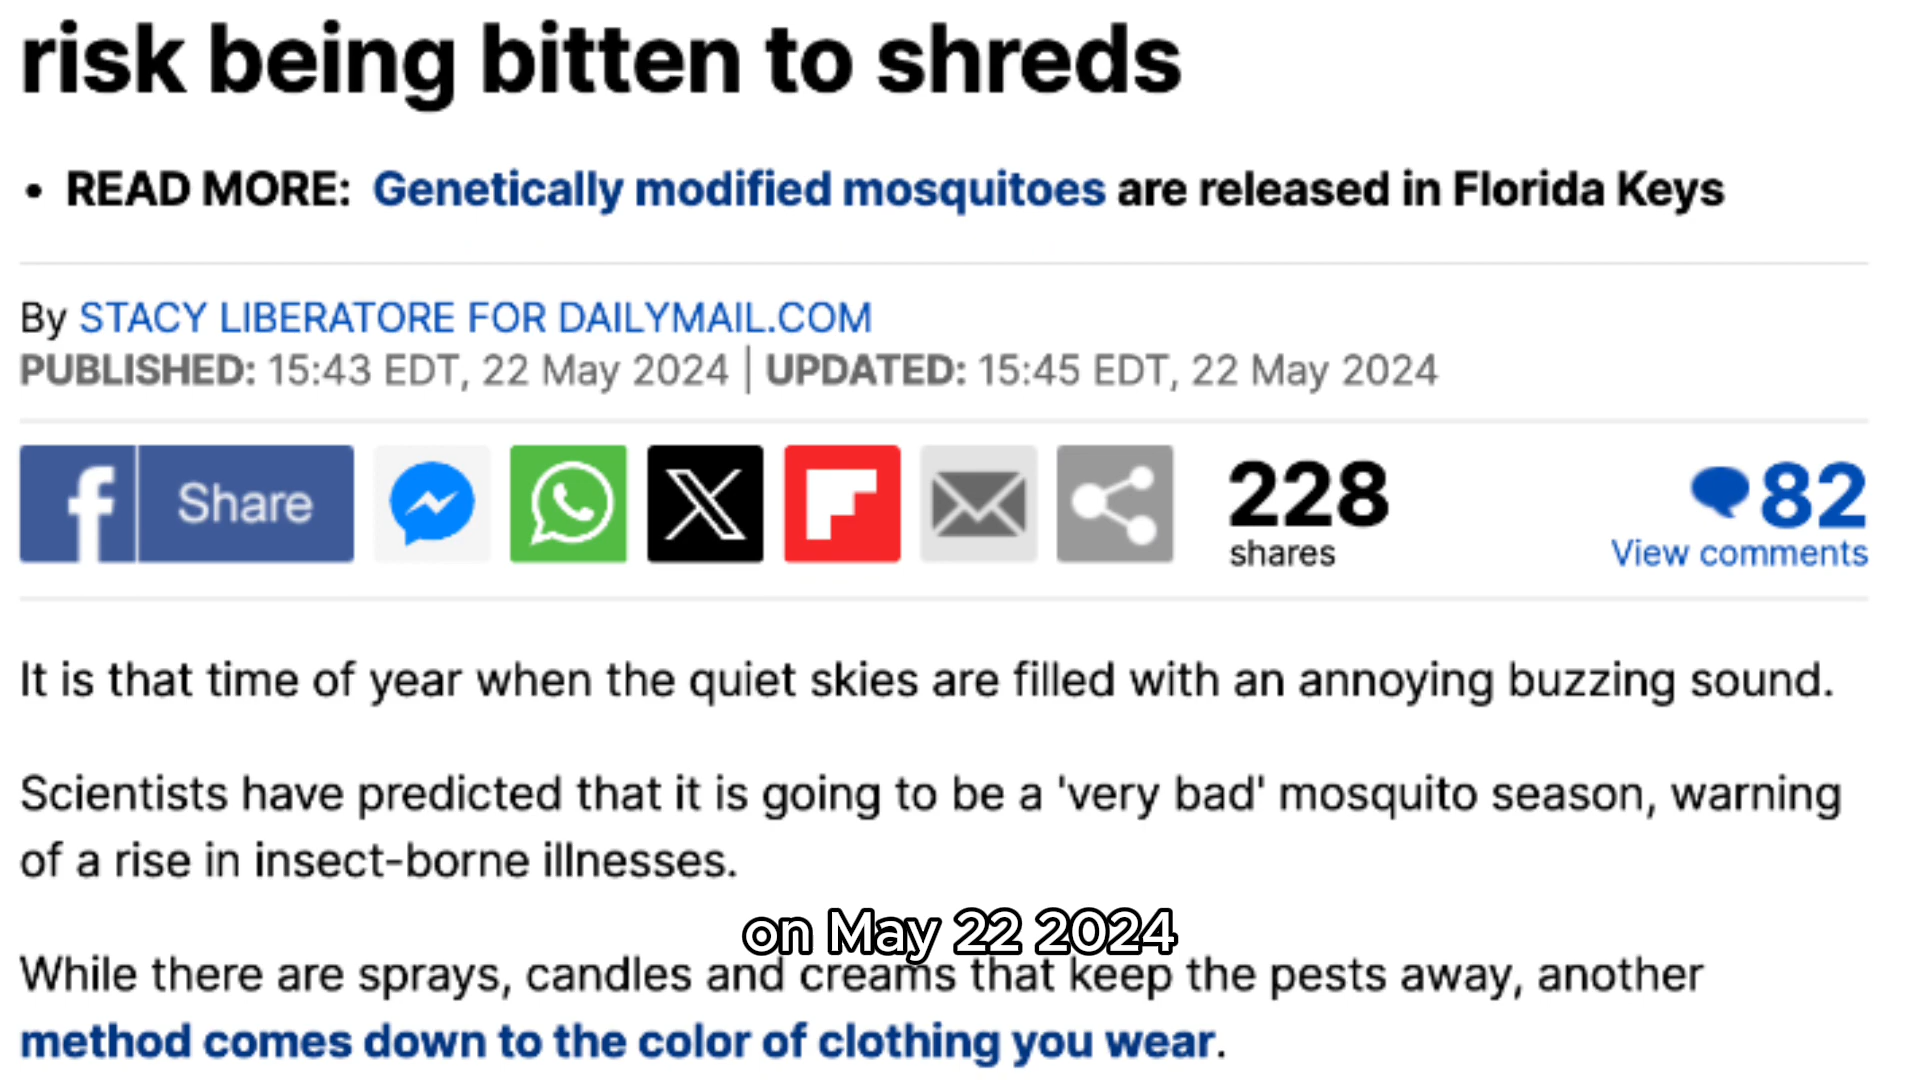 risk being bitten to shreds
• READ MORE: Genetically modified mosquitoes are released in Florida Keys
By STACY LIBERATORE FOR DAILYMAIL.COM
PUBLISHED: 15:43 EDT, 22 May 2024 | UPDATED: 15:45 EDT, 22 May 2024
f Share
228
shares
82
View comments
It is that time of year when the quiet skies are filled with an annoying buzzing sound.
Scientists have predicted that it is going to be a 'very bad' mosquito season, warning
of a rise in insect-borne illnesses.
on May 22 2024
While there are sprays, candles and creams that keep the pests away, another
method comes down to the color of clothing you wear.